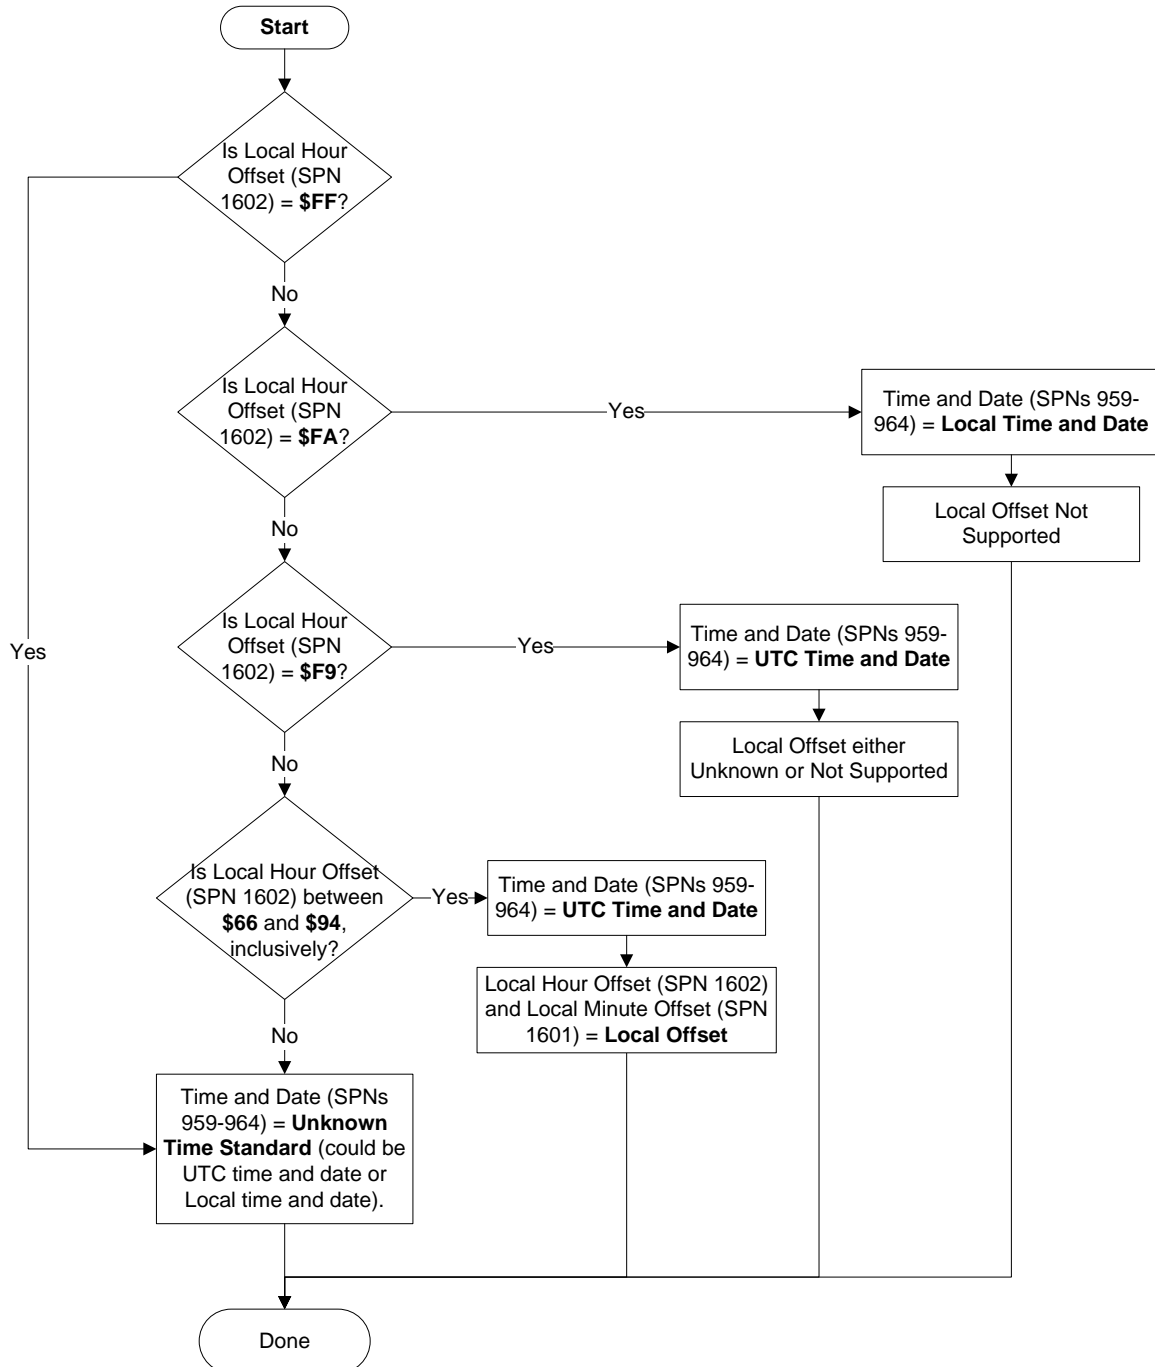 Start
Is Local Hour
Offset (SPN
1602) = $FF?
No
Is Local Hour
Offset (SPN
1602) = $FA?
Yes
Time and Date (SPNs 959-
964) = Local Time and Date
Local Offset Not
Supported
No
Is Local Hour
Offset (SPN
1602) = $F9?
Yes
Time and Date (SPNs 959-
964) = UTC Time and Date
Local Offset either
Unknown or Not Supported
Yes
No
Is Local Hour Offset
(SPN 1602) between
$66 and $94,
inclusively?
Yes
Time and Date (SPNs 959-
964) = UTC Time and Date
Local Hour Offset (SPN 1602)
and Local Minute Offset (SPN
1601) = Local Offset
No
Time and Date (SPNs
959-964) = Unknown
Time Standard (could be
UTC time and date or
Local time and date).
Done